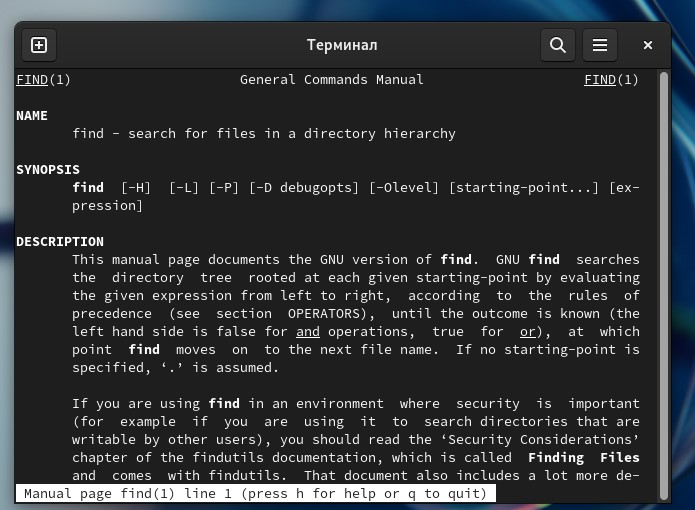 Терминал
FIND(1) General Commands Manual FIND(1)
NAME
find - search for files in a directory hierarchy
SYNOPSIS
find [-H] [-L] [-P] [-D debugopts] [-Olevel] [starting-point...] [ex-
pression]
DESCRIPTION
This manual page documents the GNU version of find. GNU find searches
the directory tree rooted at each given starting-point by evaluating
the given expression from left to right, according to the rules of
precedence (see section OPERATORS), until the outcome is known (the
left hand side is false for and operations, true for or), at which
point find moves on to the next file name. If no starting-point is
specified, ‘.’ is assumed.
If you are using find in an environment where security is important
(for example if you are using it to search directories that are
writable by other users), you should read the ‘Security Considerations’
chapter of the findutils documentation, which is called Finding Files
and comes with findutils. That document also includes a lot more de-
Manual page find(1) line 1 (press h for help or q to quit)